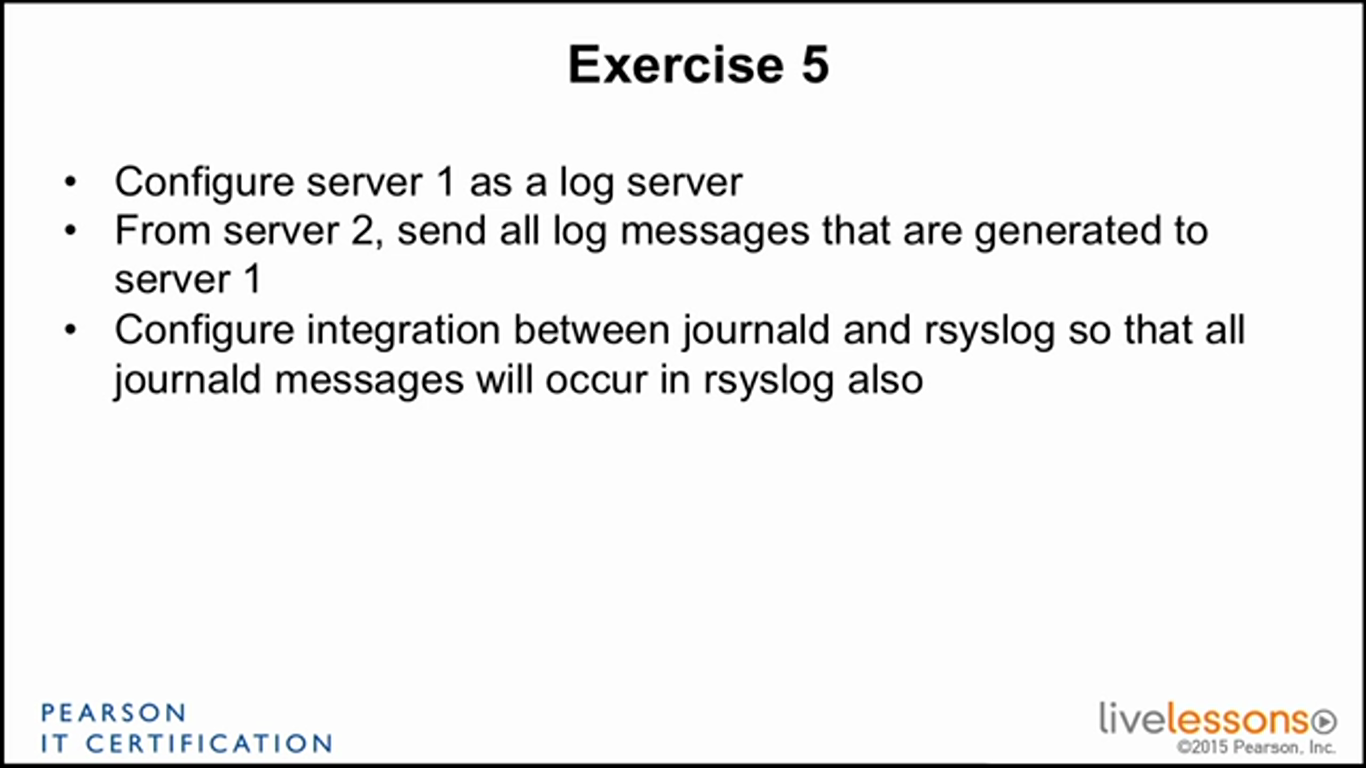 Exercise 5
• Configure server 1 as a log server
• From server 2, send all log messages that are generated to
server 1
• Configure integration between journald and rsyslog so that all
journald messages will occur in rsyslog also
PEARSON
IT CERTIFICATION
livelessons
©2015 Pearson, Inc.